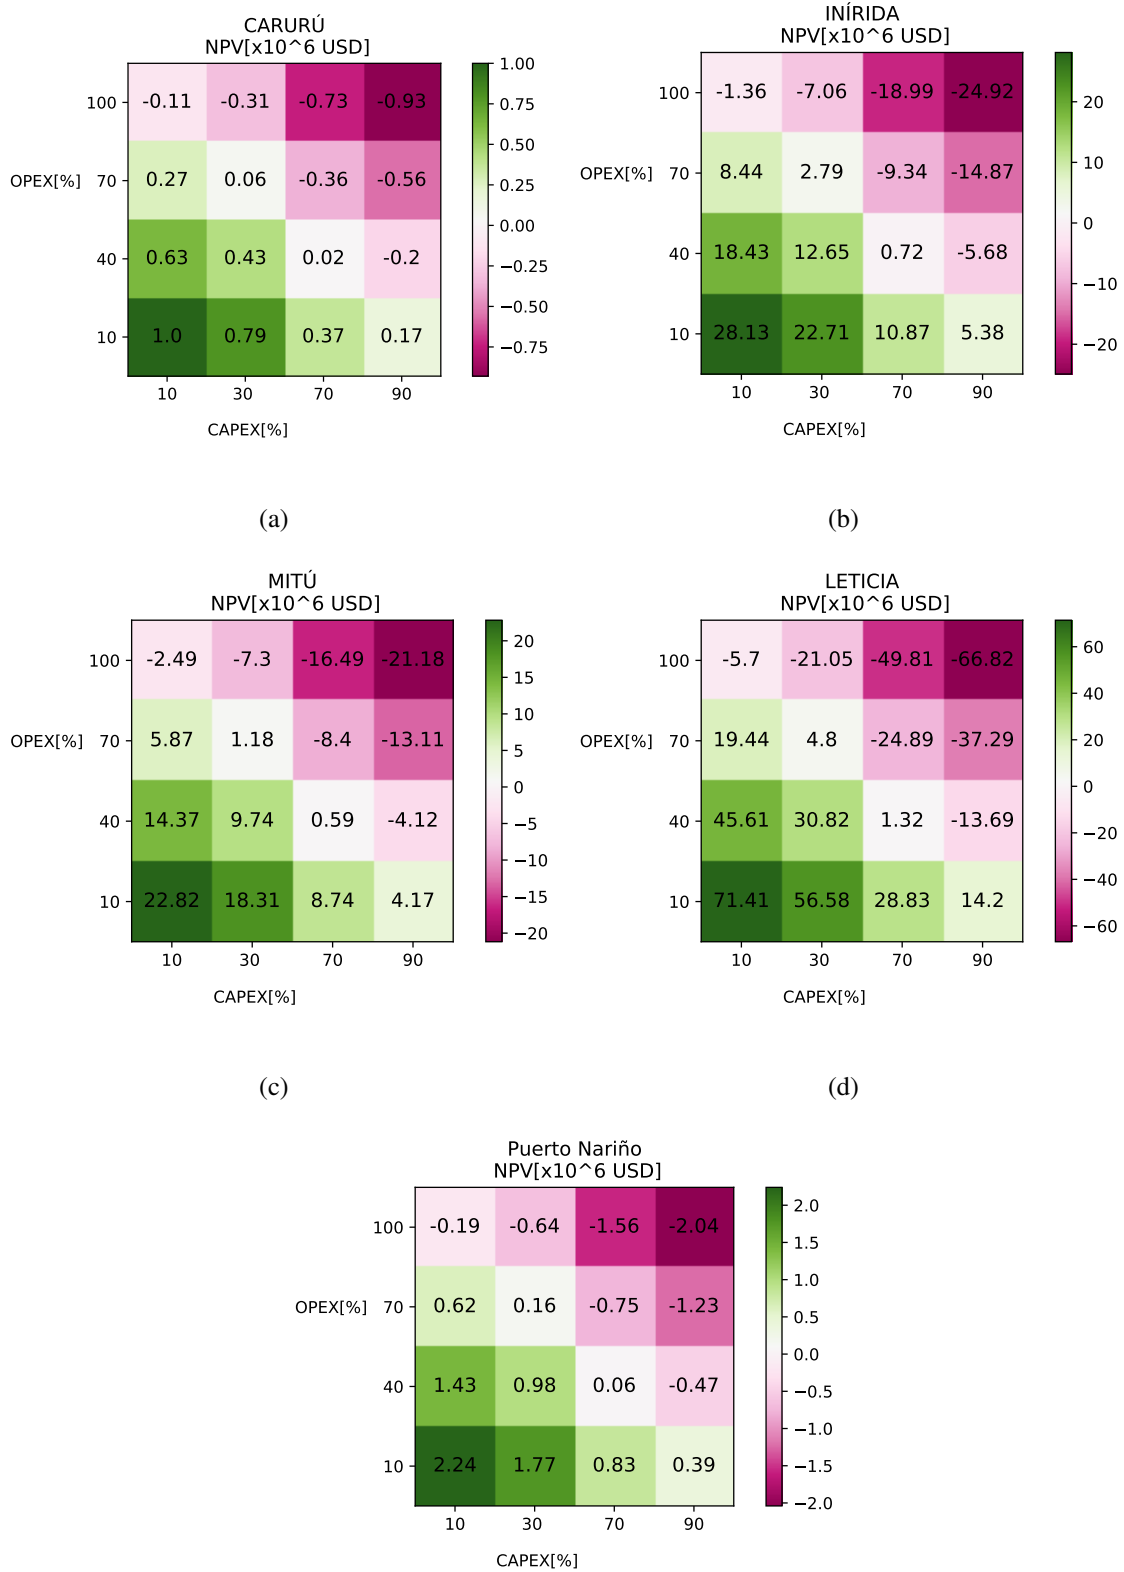 CARURÚ
NPV[x10^6 USD]
OPEX[%]
100 -0.11 -0.31 -0.73 -0.93
70 0.27 0.06 -0.36 -0.56
40 0.63 0.43 0.02 -0.2
10 1.0 0.79 0.37 0.17
10 30 70 90
CAPEX[%]
1.00
0.75
0.50
0.25
0.00
−0.25
−0.50
−0.75
(a)
INÍRIDA
NPV[x10^6 USD]
OPEX[%]
100 -1.36 -7.06 -18.99 -24.92
70 8.44 2.79 -9.34 -14.87
40 18.43 12.65 0.72 -5.68
10 28.13 22.71 10.87 5.38
10 30 70 90
CAPEX[%]
20
10
0
−10
−20
(b)
MITÚ
NPV[x10^6 USD]
OPEX[%]
100 -2.49 -7.3 -16.49 -21.18
70 5.87 1.18 -8.4 -13.11
40 14.37 9.74 0.59 -4.12
10 22.82 18.31 8.74 4.17
10 30 70 90
CAPEX[%]
20
15
10
5
0
−5
−10
−15
−20
(c)
LETICIA
NPV[x10^6 USD]
OPEX[%]
100 -5.7 -21.05 -49.81 -66.82
70 19.44 4.8 -24.89 -37.29
40 45.61 30.82 1.32 -13.69
10 71.41 56.58 28.83 14.2
10 30 70 90
CAPEX[%]
60
40
20
0
−20
−40
−60
(d)
Puerto Nariño
NPV[x10^6 USD]
OPEX[%]
100 -0.19 -0.64 -1.56 -2.04
70 0.62 0.16 -0.75 -1.23
40 1.43 0.98 0.06 -0.47
10 2.24 1.77 0.83 0.39
10 30 70 90
CAPEX[%]
2.0
1.5
1.0
0.5
0.0
−0.5
−1.0
−1.5
−2.0